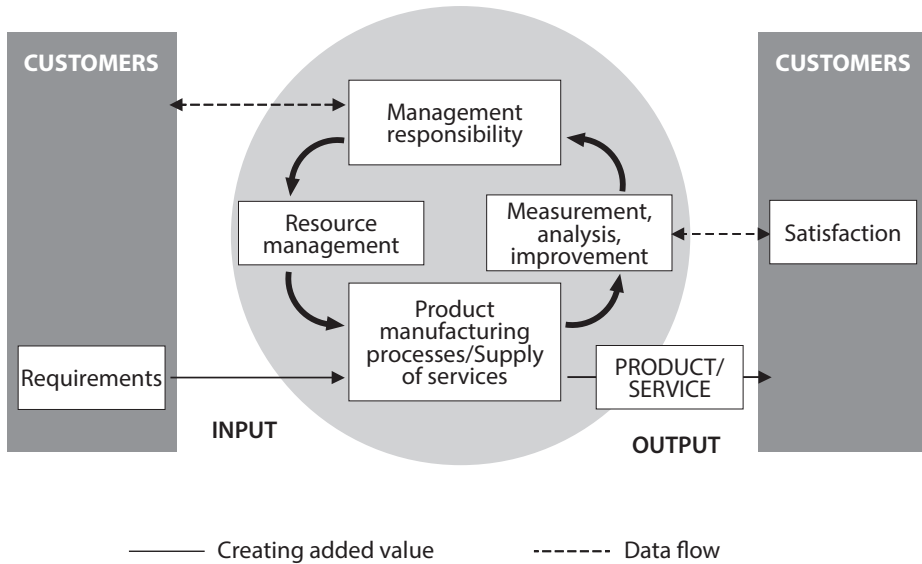 CUSTOMERS
CUSTOMERS
Management
responsibility
Resource
management
Measurement,
analysis,
improvement
Satisfaction
Product
manufacturing
processes/Supply
of services
Requirements
PRODUCT/
SERVICE
INPUT
OUTPUT
Creating added value
Data flow